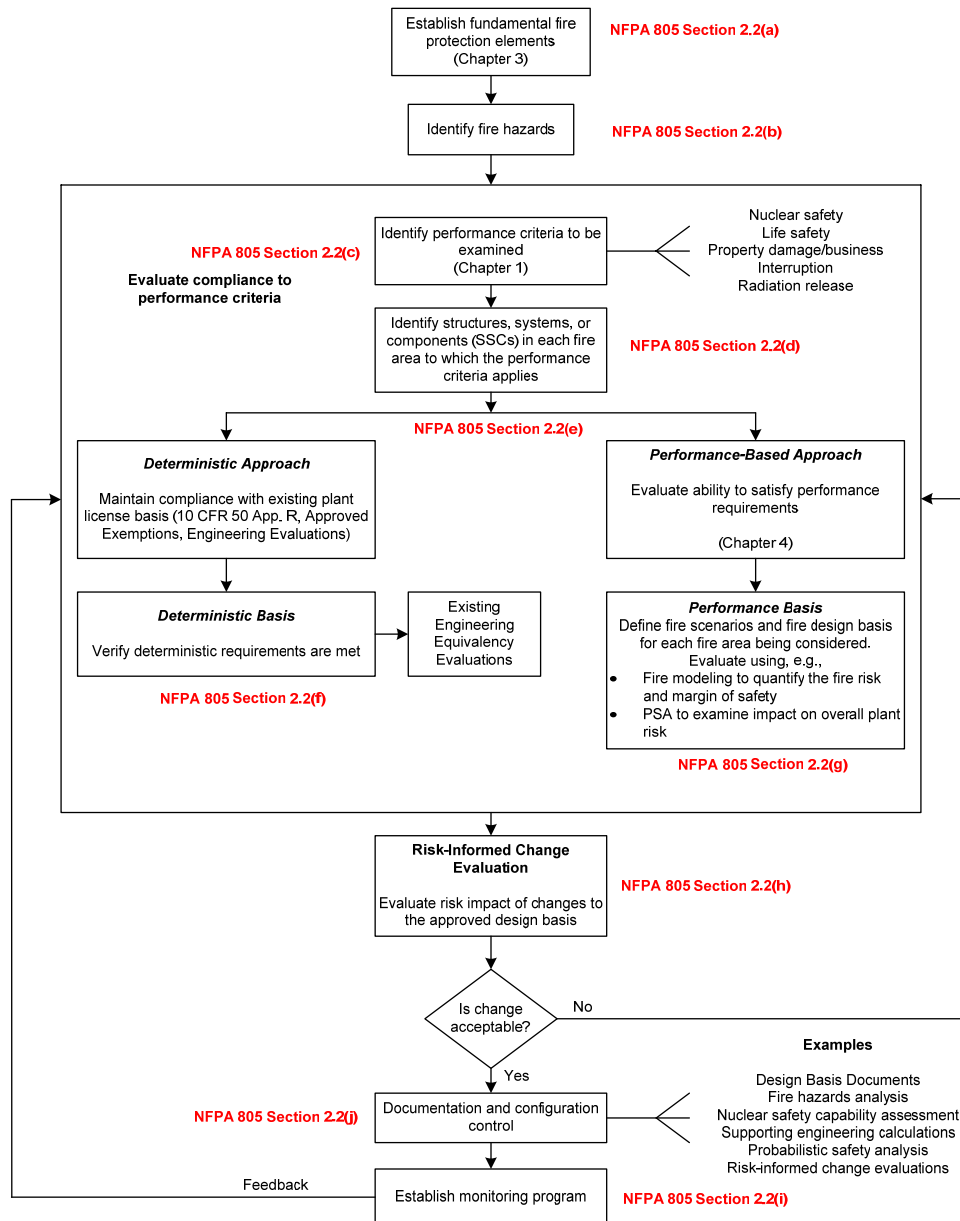 Establish fundamental fire
protection elements
(Chapter 3)
NFPA 805 Section 2.2(a)
Identify fire hazards
NFPA 805 Section 2.2(b)
NFPA 805 Section 2.2(c)
Evaluate compliance to
performance criteria
Identify performance criteria to be
examined
(Chapter 1)
Nuclear safety
Life safety
Property damage/business
Interruption
Radiation release
Identify structures, systems, or
components (SSCs) in each fire
area to which the performance
criteria applies
NFPA 805 Section 2.2(d)
NFPA 805 Section 2.2(e)
Deterministic Approach
Maintain compliance with existing plant
license basis (10 CFR 50 App. R, Approved
Exemptions, Engineering Evaluations)
Performance-Based Approach
Evaluate ability to satisfy performance
requirements
(Chapter 4)
Deterministic Basis
Verify deterministic requirements are met
Existing
Engineering
Equivalency
Evaluations
NFPA 805 Section 2.2(f)
Performance Basis
Define fire scenarios and fire design basis
for each fire area being considered.
Evaluate using, e.g.,
• Fire modeling to quantify the fire risk
and margin of safety
• PSA to examine impact on overall plant
risk
NFPA 805 Section 2.2(g)
Risk-Informed Change
Evaluation
Evaluate risk impact of changes to
the approved design basis
NFPA 805 Section 2.2(h)
Is change
acceptable?
No
Yes
Examples
Design Basis Documents
Fire hazards analysis
Nuclear safety capability assessment
Supporting engineering calculations
Probabilistic safety analysis
Risk-informed change evaluations
NFPA 805 Section 2.2(j)
Documentation and configuration
control
Feedback
Establish monitoring program
NFPA 805 Section 2.2(i)